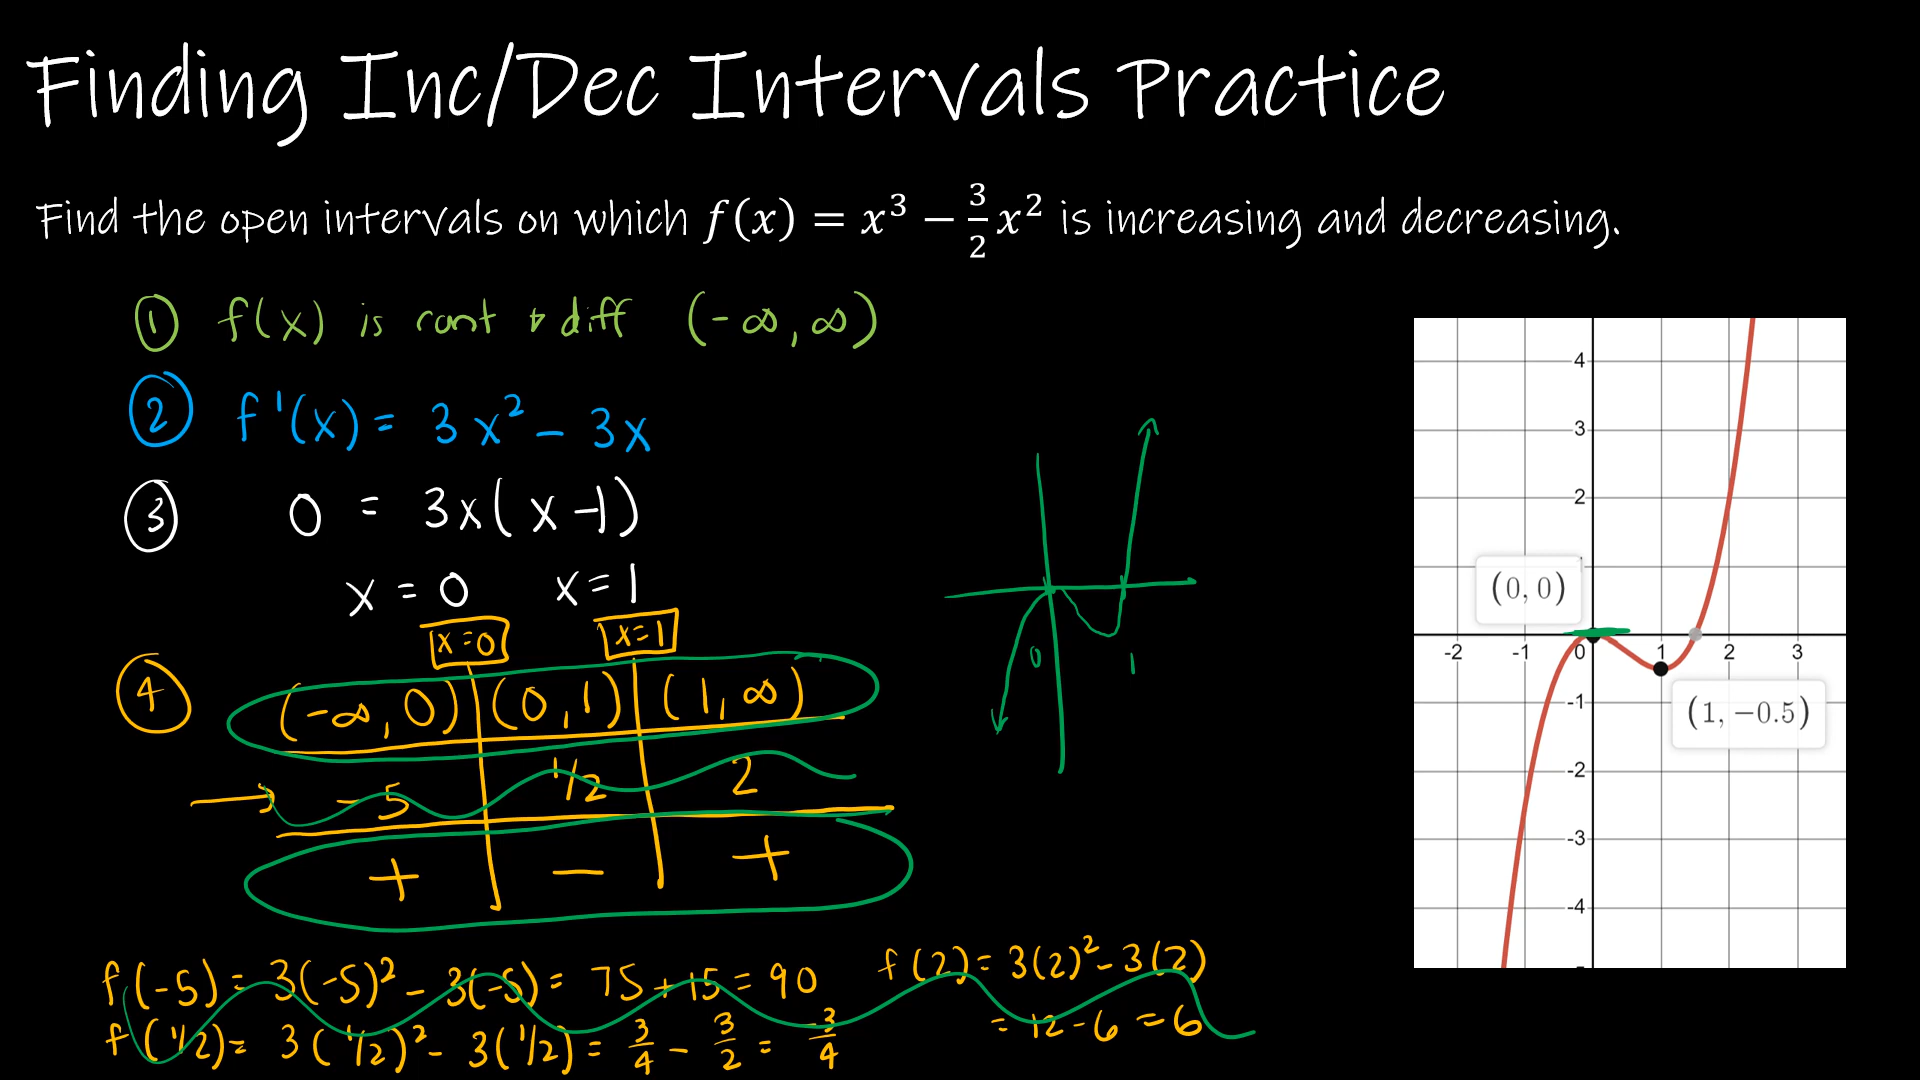 Finding Inc/Dec Intervals Practice
Find the open intervals on which f(x) = x³ − 3/2 x² is increasing and decreasing.
① f(x) is cont & diff (-∞, ∞)
② f'(x) = 3x² - 3x
③ 0 = 3x(x-1)
x = 0 x = 1
x=0 x=1
④ (-∞, 0) (0, 1) (1, ∞)
→ -5 1/2 2
+ - +
f(-5) = 3(-5)² - 3(-5) = 75 + 15 = 90
f(1/2) = 3(1/2)² - 3(1/2) = 3/4 - 3/2 = -3/4
f(2) = 3(2)² - 3(2)
= 12 - 6 = 6
0 1
4
3
2
(0, 0)
-2 -1 0 1 2 3
-1
(1, −0.5)
-2
-3
-4